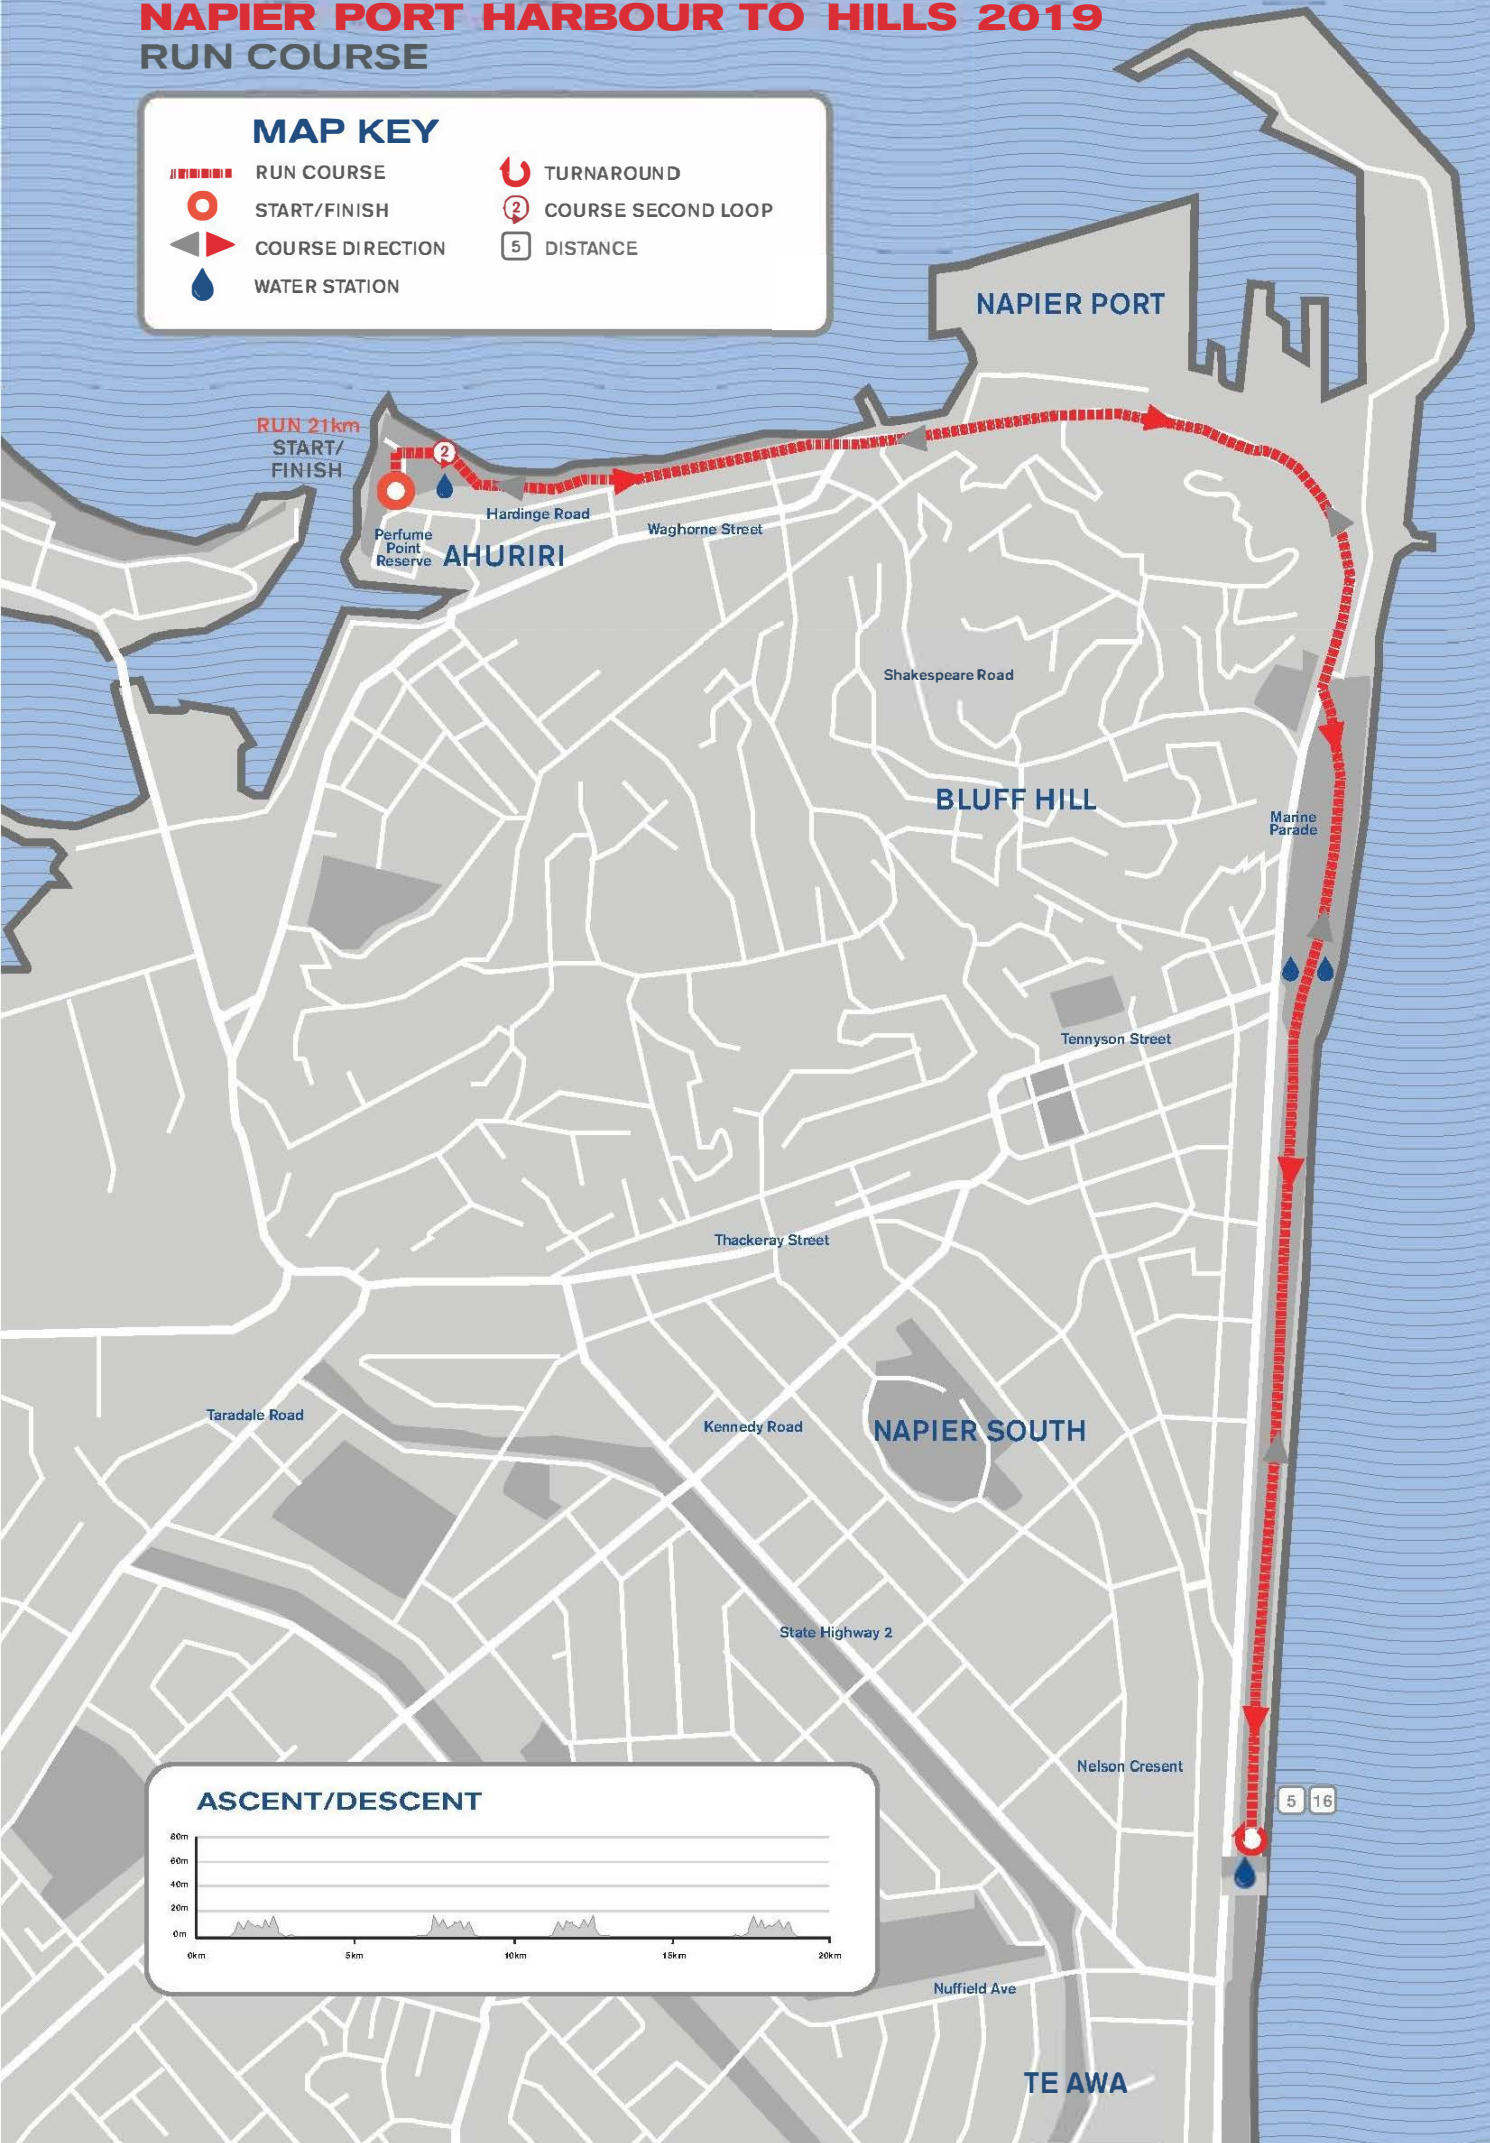 NAPIER PORT HARBOUR TO HILLS 2019
RUN COURSE
MAP KEY
RUN COURSE
START/FINISH
COURSE DIRECTION
WATER STATION
TURNAROUND
2 COURSE SECOND LOOP
5 DISTANCE
NAPIER PORT
RUN 21km
START/
FINISH
2
Hardinge Road
Waghorne Street
Perfume
Point
Reserve
AHURIRI
Shakespeare Road
BLUFF HILL
Marine
Parade
Tennyson Street
Thackeray Street
Taradale Road
Kennedy Road
NAPIER SOUTH
State Highway 2
Nelson Cresent
5 16
ASCENT/DESCENT
80m
60m
40m
20m
0m
0km 5km 10km 15km 20km
Nuffield Ave
TE AWA